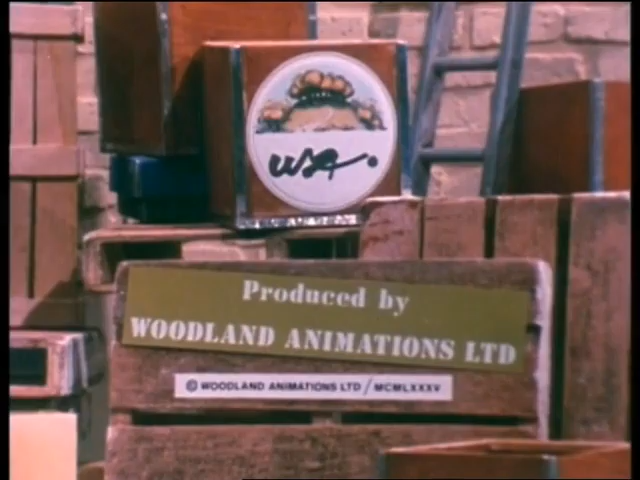 Produced by
WOODLAND ANIMATIONS LTD
© WOODLAND ANIMATIONS LTD / MCMLXXXV